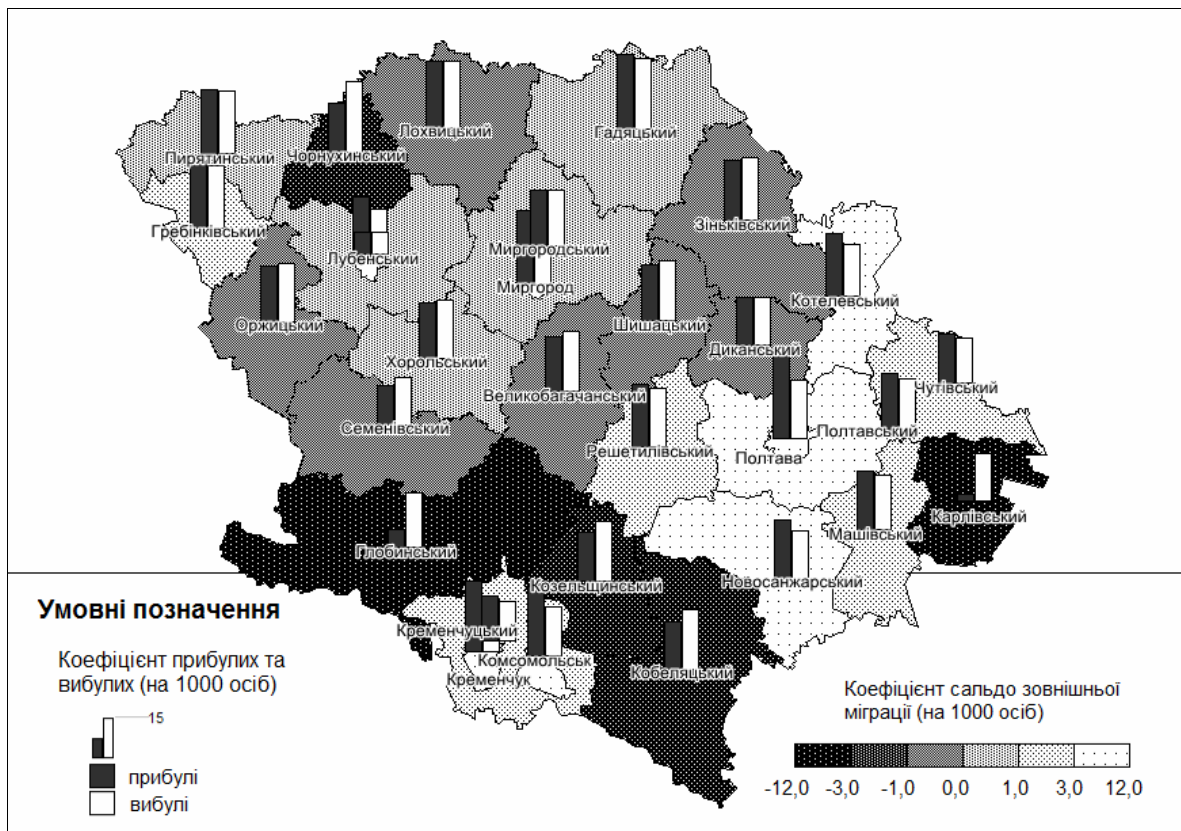 Лохвицький
Гадяцький
Пирятинський
Чорнухинський
Гребінківський
Зіньківський
Лубенський
Миргородський
Миргород
Котелевський
Оржицький
Шишацький
Диканський
Хорольський
Чутівський
Великобагачанський
Семенівський
Полтавський
Решетилівський
Полтава
Карлівський
Машівський
Глобинський
Козельщинський
Новосанжарський
Кременчуцький
Комсомольськ
Кременчук
Кобеляцький
Умовні позначення
Коефіцієнт прибулих та
вибулих (на 1000 осіб)
15
прибулі
вибулі
Коефіцієнт сальдо зовнішньої
міграції (на 1000 осіб)
-12,0 -3,0 -1,0 0,0 1,0 3,0 12,0